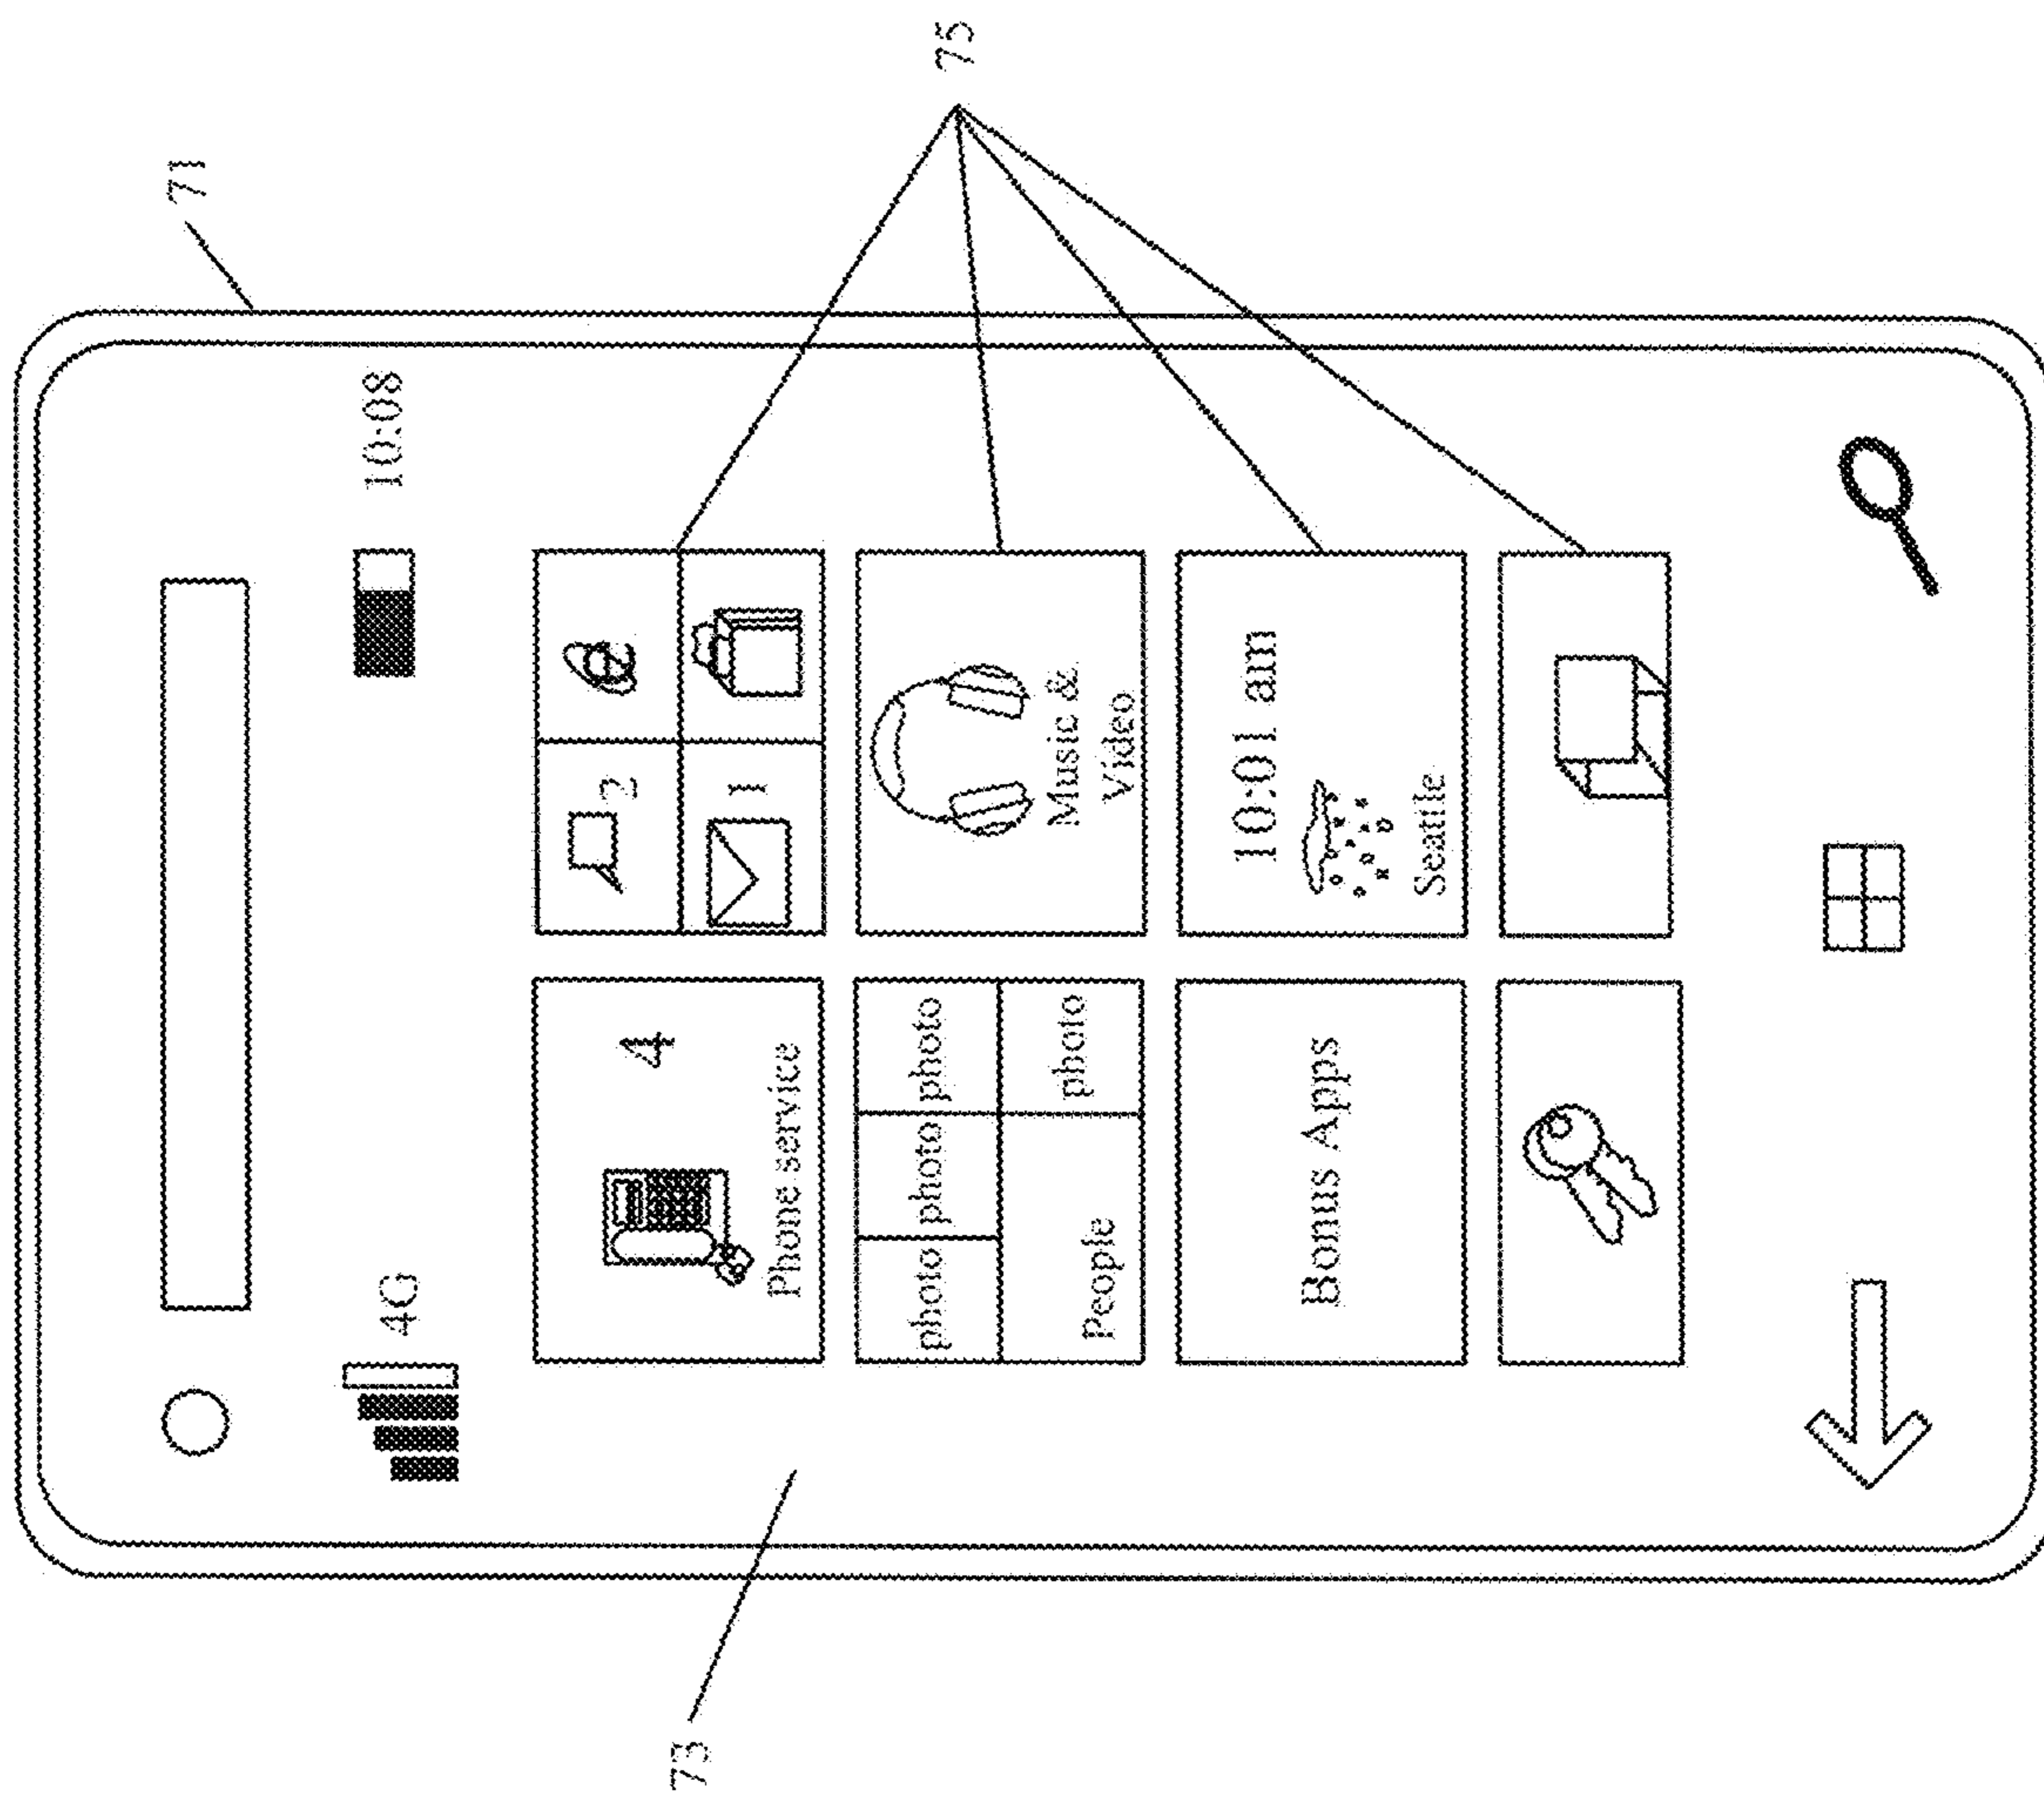 71
4G
10:08
4
Phone service
2
1
73
photo
photo
photo
People
photo
75
Music &
Video
Bonus Apps
10:01 am
Seattle